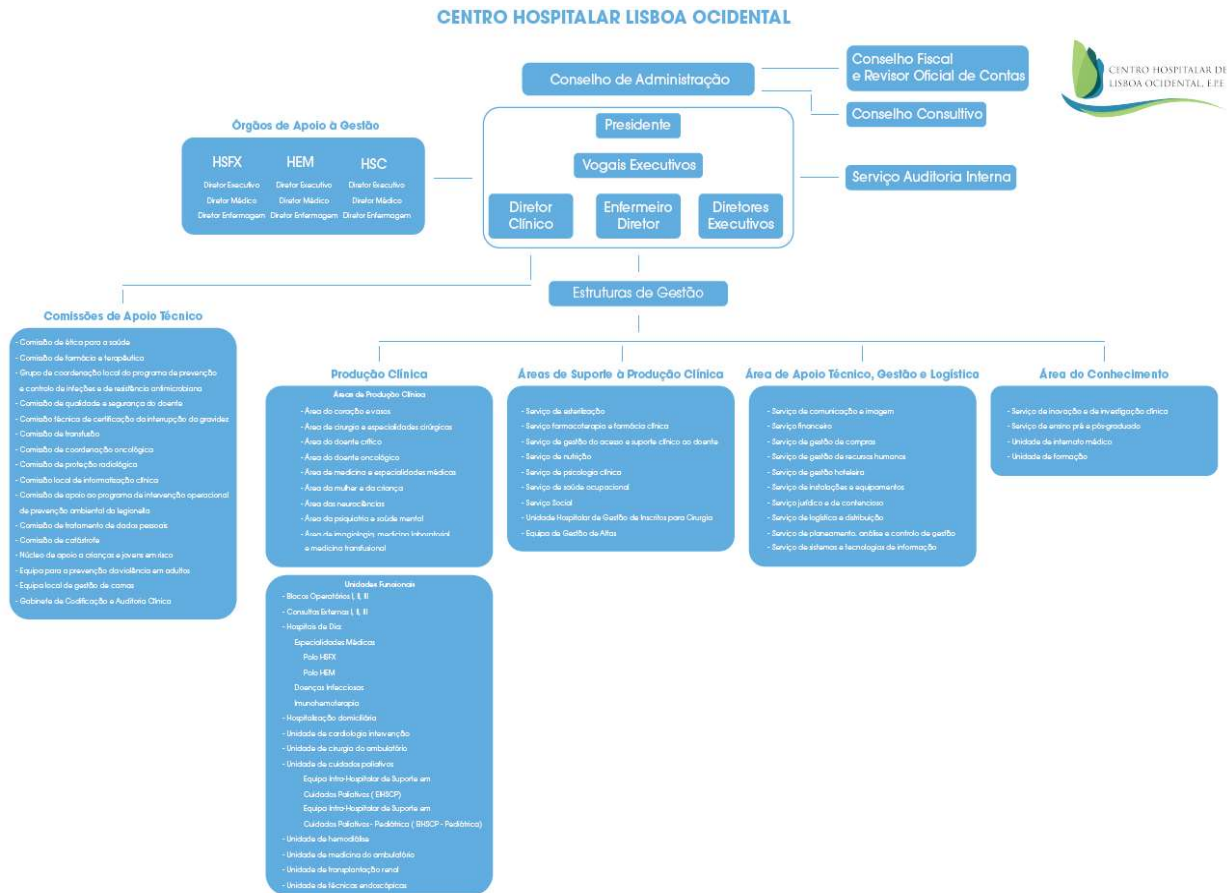 CENTRO HOSPITALAR LISBOA OCIDENTAL
CENTRO HOSPITALAR DE
LISBOA OCIDENTAL, E.P.E.
Conselho de Administração
Conselho Fiscal
e Revisor Oficial de Contas
Conselho Consultivo
Presidente
Vogais Executivos
Diretor
Clínico
Enfermeiro
Diretor
Diretores
Executivos
Serviço Auditoria Interna
Órgãos de Apoio à Gestão
HSFX HEM HSC
Diretor Executivo Diretor Executivo Diretor Executivo
Diretor Médico Diretor Médico Diretor Médico
Diretor Enfermagem Diretor Enfermagem Diretor Enfermagem
Estruturas de Gestão
Comissões de Apoio Técnico
- Comissão de ética para a saúde
- Comissão de farmácia e terapêutica
- Grupo de coordenação local do programa de prevenção
e controlo de infeções e de resistência antimicrobiana
- Comissão de qualidade e segurança do doente
- Comissão técnica de certificação da interrupção da gravidez
- Comissão de transfusão
- Comissão de coordenação oncológica
- Comissão de proteção radiológica
- Comissão local de informatização clínica
- Comissão de apoio ao programa de intervenção operacional
de prevenção ambiental da legionella
- Comissão de tratamento de dados pessoais
- Comissão de catástrofe
- Núcleo de apoio a crianças e jovens em risco
- Equipa para a prevenção da violência em adultos
- Equipa local de gestão de camas
- Gabinete de Codificação e Auditoria Clínica
Produção Clínica
Áreas de Produção Clínica
- Área do coração e vasos
- Área de cirurgia e especialidades cirúrgicas
- Área do doente crítico
- Área do doente oncológico
- Área de medicina e especialidades médicas
- Área da mulher e da criança
- Área das neurociências
- Área da psiquiatria e saúde mental
- Área de imagiologia, medicina laboratorial
e medicina transfusional
Unidades Funcionais
- Blocos Operatórios I, II, III
- Consultas Externas I, II, III
- Hospitais de Dia:
Especialidades Médicas
Polo HSFX
Polo HEM
Doenças Infecciosas
Imunohemoterapia
- Hospitalização domiciliária
- Unidade de cardiologia intervenção
- Unidade de cirurgia do ambulatório
- Unidade de cuidados paliativos
Equipa Intra-Hospitalar de Suporte em
Cuidados Paliativos ( EIHSCP)
Equipa Intra-Hospitalar de Suporte em
Cuidados Paliativos - Pediátrica ( EIHSCP - Pediátrica)
- Unidade de hemodiálise
- Unidade de medicina do ambulatório
- Unidade de transplantação renal
- Unidade de técnicas endoscópicas
Áreas de Suporte à Produção Clínica
- Serviço de esterilização
- Serviço farmacoterapia e farmácia clínica
- Serviço de gestão do acesso e suporte clínico ao doente
- Serviço de nutrição
- Serviço de psicologia clínica
- Serviço de saúde ocupacional
- Serviço Social
- Unidade Hospitalar de Gestão de Inscritos para Cirurgia
- Equipa de Gestão de Altas
Área de Apoio Técnico, Gestão e Logística
- Serviço de comunicação e imagem
- Serviço financeiro
- Serviço de gestão de compras
- Serviço de gestão de recursos humanos
- Serviço de gestão hoteleira
- Serviço de instalações e equipamentos
- Serviço jurídico e de contencioso
- Serviço de logística e distribuição
- Serviço de planeamento, análise e controlo de gestão
- Serviço de sistemas e tecnologias de informação
Área do Conhecimento
- Serviço de inovação e de investigação clínica
- Serviço de ensino pré e pós-graduado
- Unidade de internato médico
- Unidade de formação